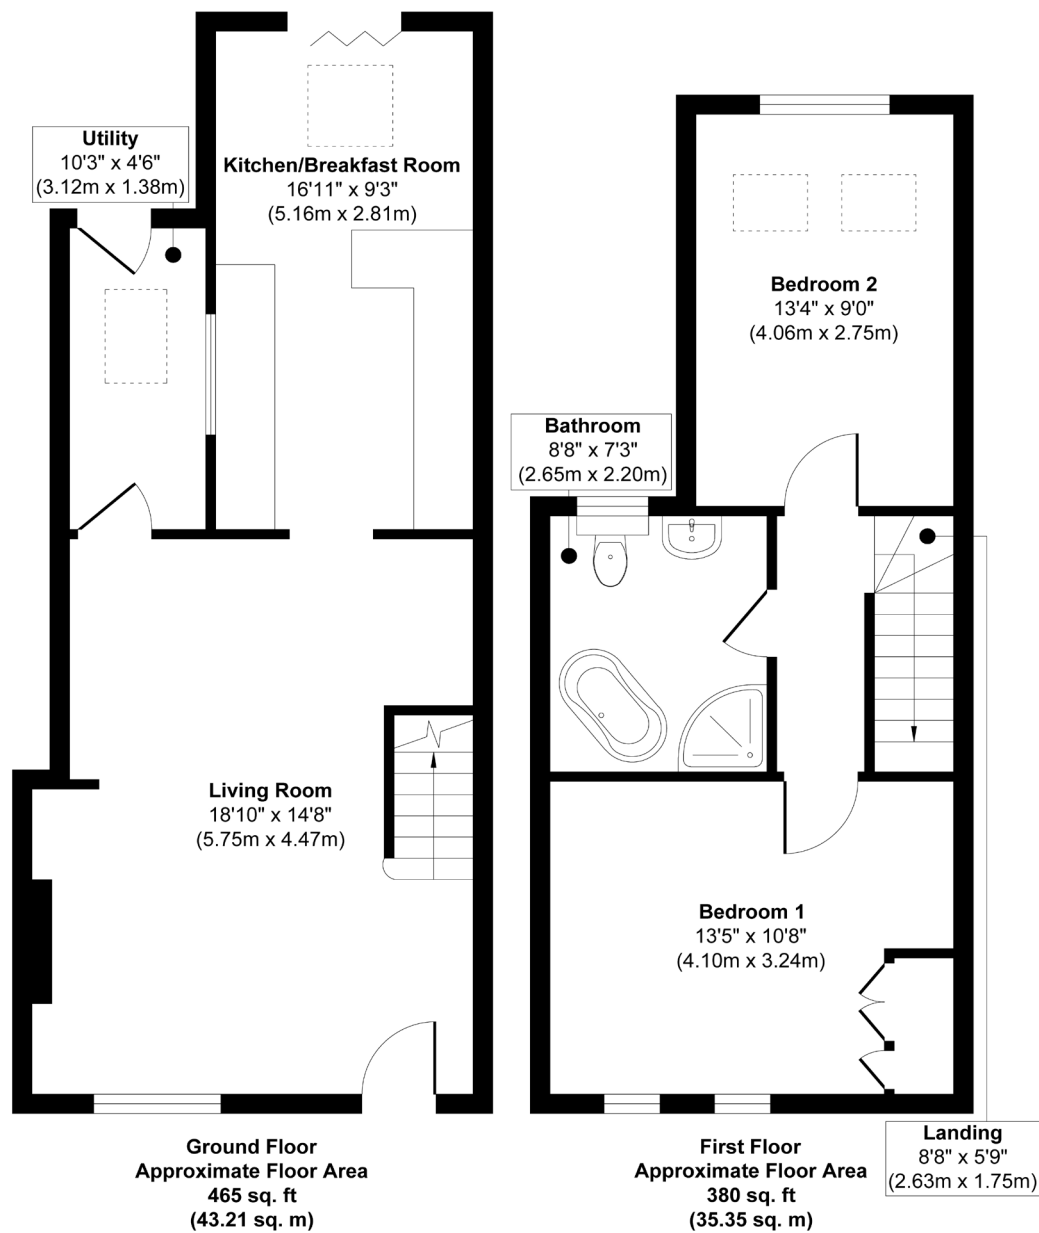 Utility
10'3" x 4'6"
(3.12m x 1.38m)
Kitchen/Breakfast Room
16'11" x 9'3"
(5.16m x 2.81m)
Living Room
18'10" x 14'8"
(5.75m x 4.47m)
Ground Floor
Approximate Floor Area
465 sq. ft
(43.21 sq. m)
Bedroom 2
13'4" x 9'0"
(4.06m x 2.75m)
Bathroom
8'8" x 7'3"
(2.65m x 2.20m)
Bedroom 1
13'5" x 10'8"
(4.10m x 3.24m)
Landing
8'8" x 5'9"
(2.63m x 1.75m)
First Floor
Approximate Floor Area
380 sq. ft
(35.35 sq. m)